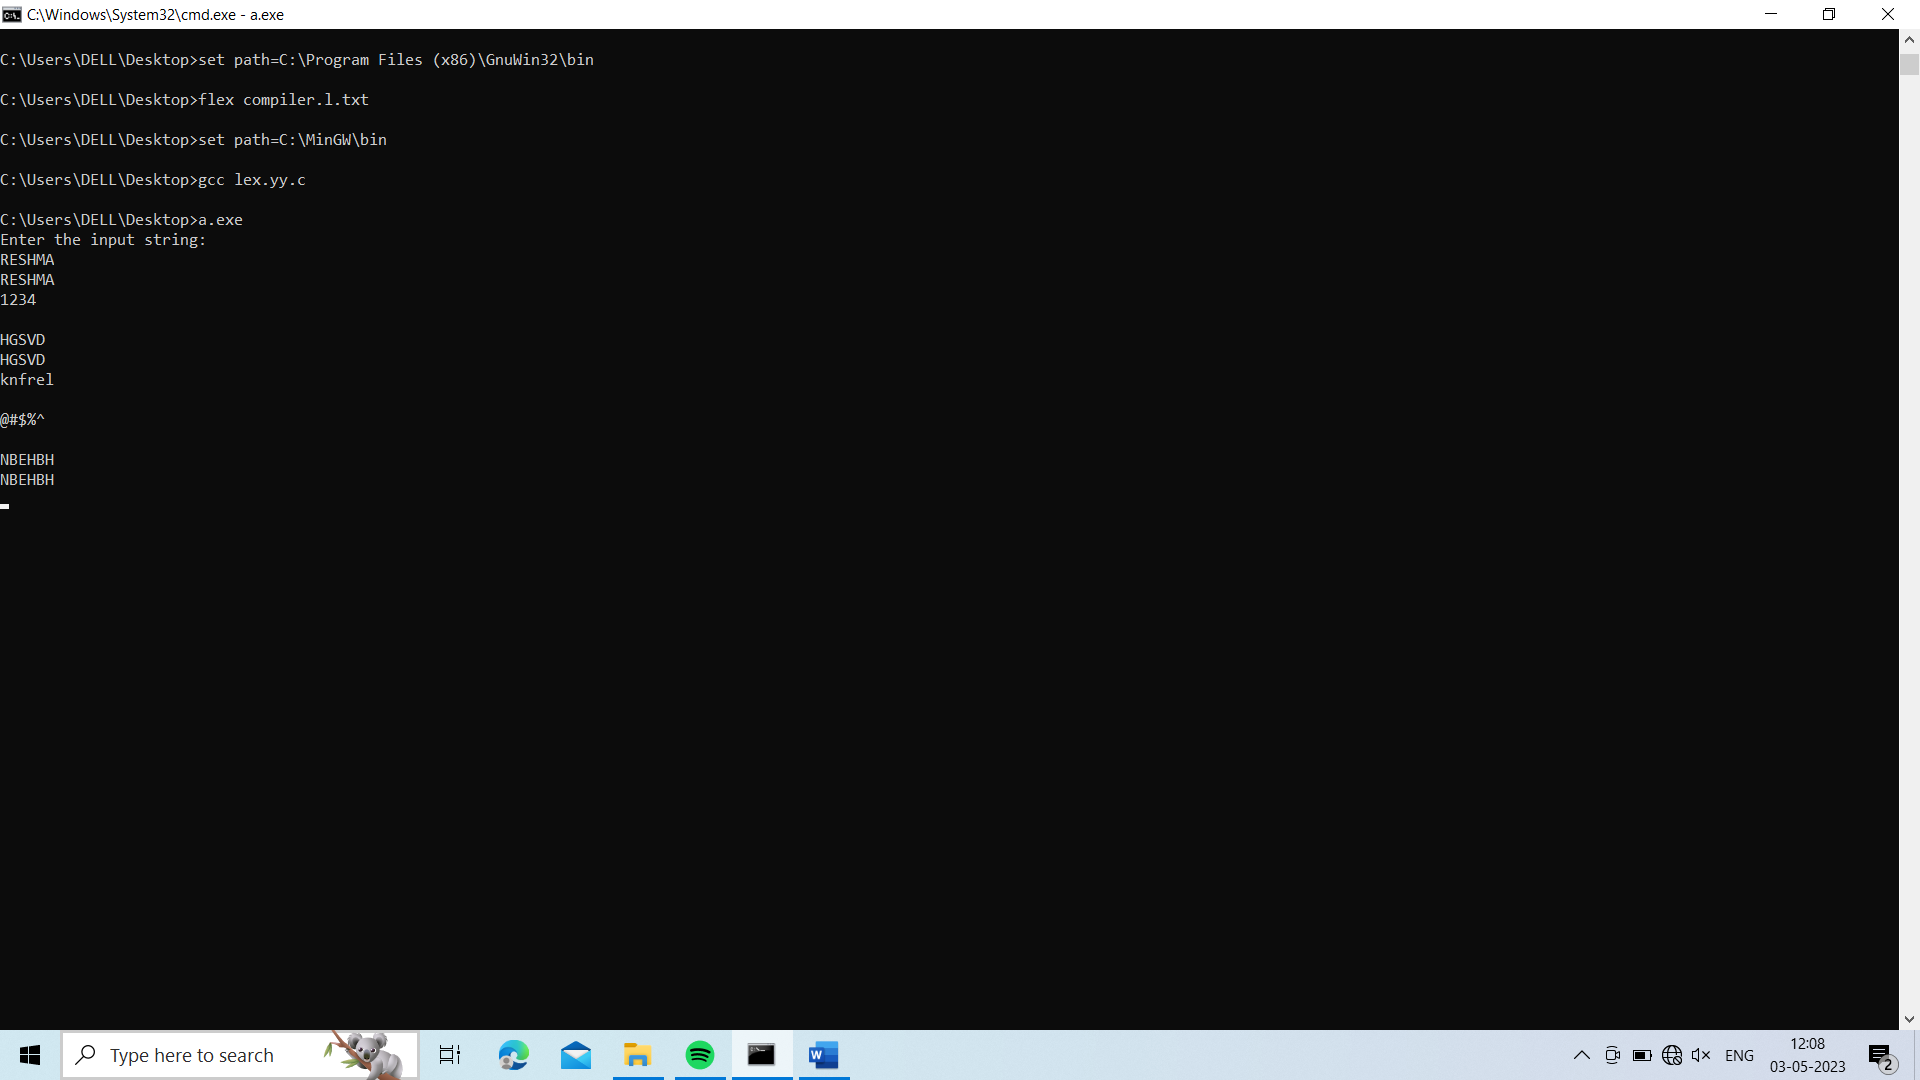 C:\Windows\System32\cmd.exe - a.exe
C:\Users\DELL\Desktop>set path=C:\Program Files (x86)\GnuWin32\bin
C:\Users\DELL\Desktop>flex compiler.l.txt
C:\Users\DELL\Desktop>set path=C:\MinGW\bin
C:\Users\DELL\Desktop>gcc lex.yy.c
C:\Users\DELL\Desktop>a.exe
Enter the input string:
RESHMA
RESHMA
1234
HGSVD
HGSVD
knfrel
@#$%^
NBEHBH
NBEHBH
Type here to search
ENG
12:08
03-05-2023
2